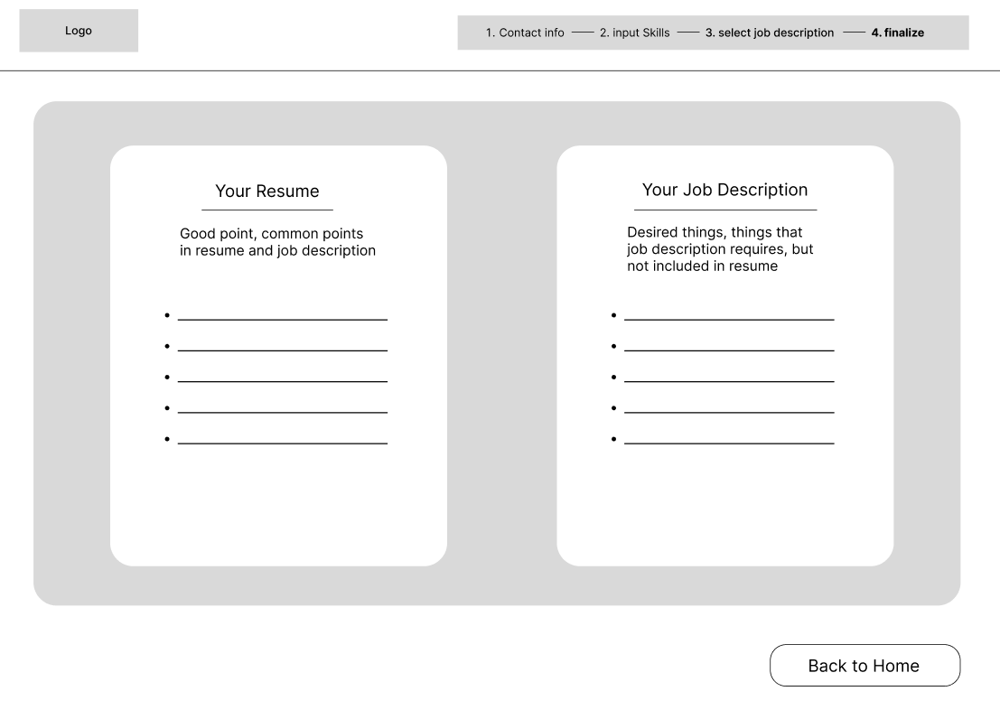 Logo
1. Contact info
2. input Skills
3. select job description
4. finalize
Your Resume
Good point, common points
in resume and job description
Your Job Description
Desired things, things that
job description requires, but
not included in resume
Back to Home